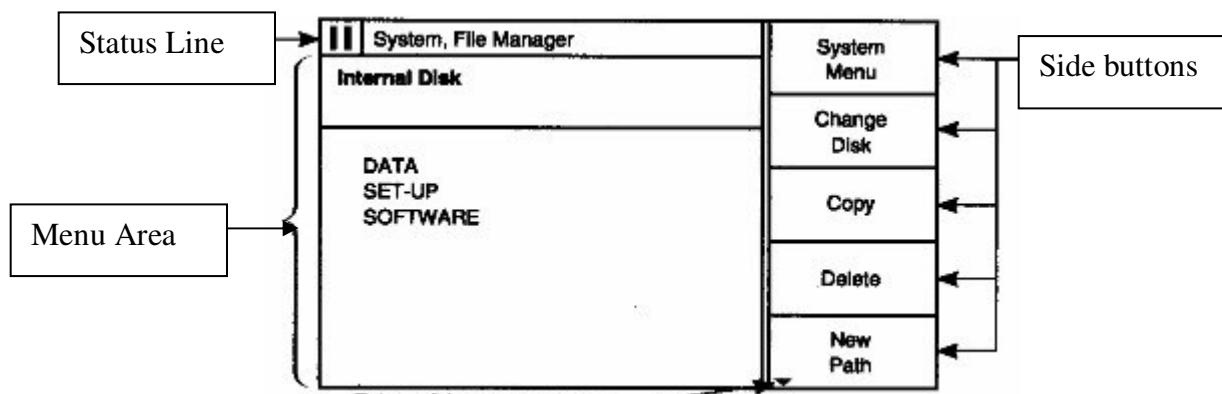 Status Line
System, File Manager
Internal Disk
DATA
SET-UP
SOFTWARE
Menu Area
System
Menu
Change
Disk
Copy
Delete
New
Path
Side buttons